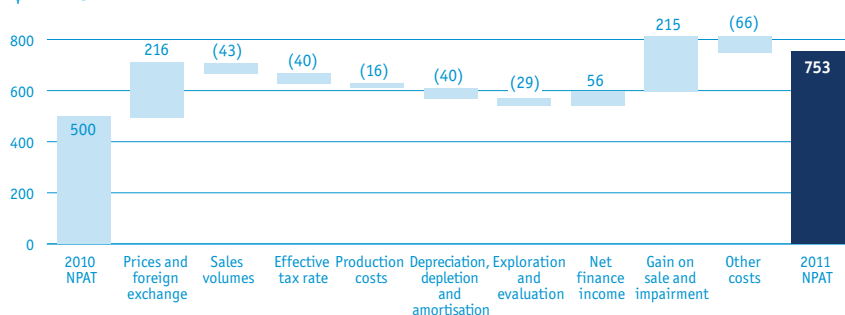 800
600
400
200
0
500
216
(43)
(40)
(16)
(40)
(29)
56
215
(66)
753
2010
NPAT
Prices and
foreign
exchange
Sales
volumes
Effective
tax rate
Production
costs
Depreciation,
depletion
and
amortisation
Exploration
and
evaluation
Net
finance
income
Gain on
sale and
impairment
Other
costs
2011
NPAT